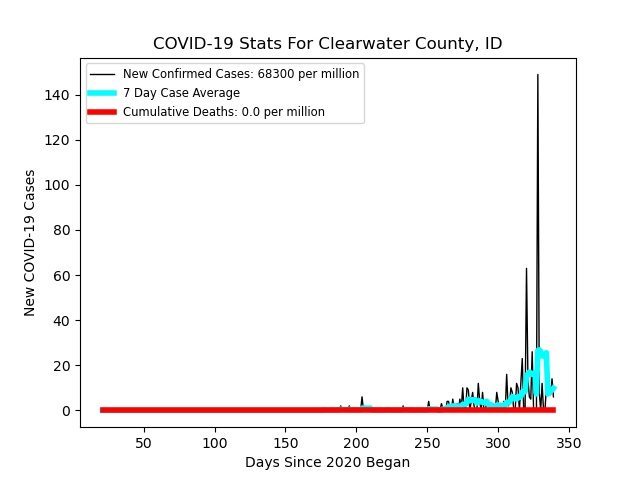 COVID-19 Stats For Clearwater County, ID
New Confirmed Cases: 68300 per million
7 Day Case Average
Cumulative Deaths: 0.0 per million
New COVID-19 Cases
140
120
100
80
60
40
20
0
50 100 150 200 250 300 350
Days Since 2020 Began